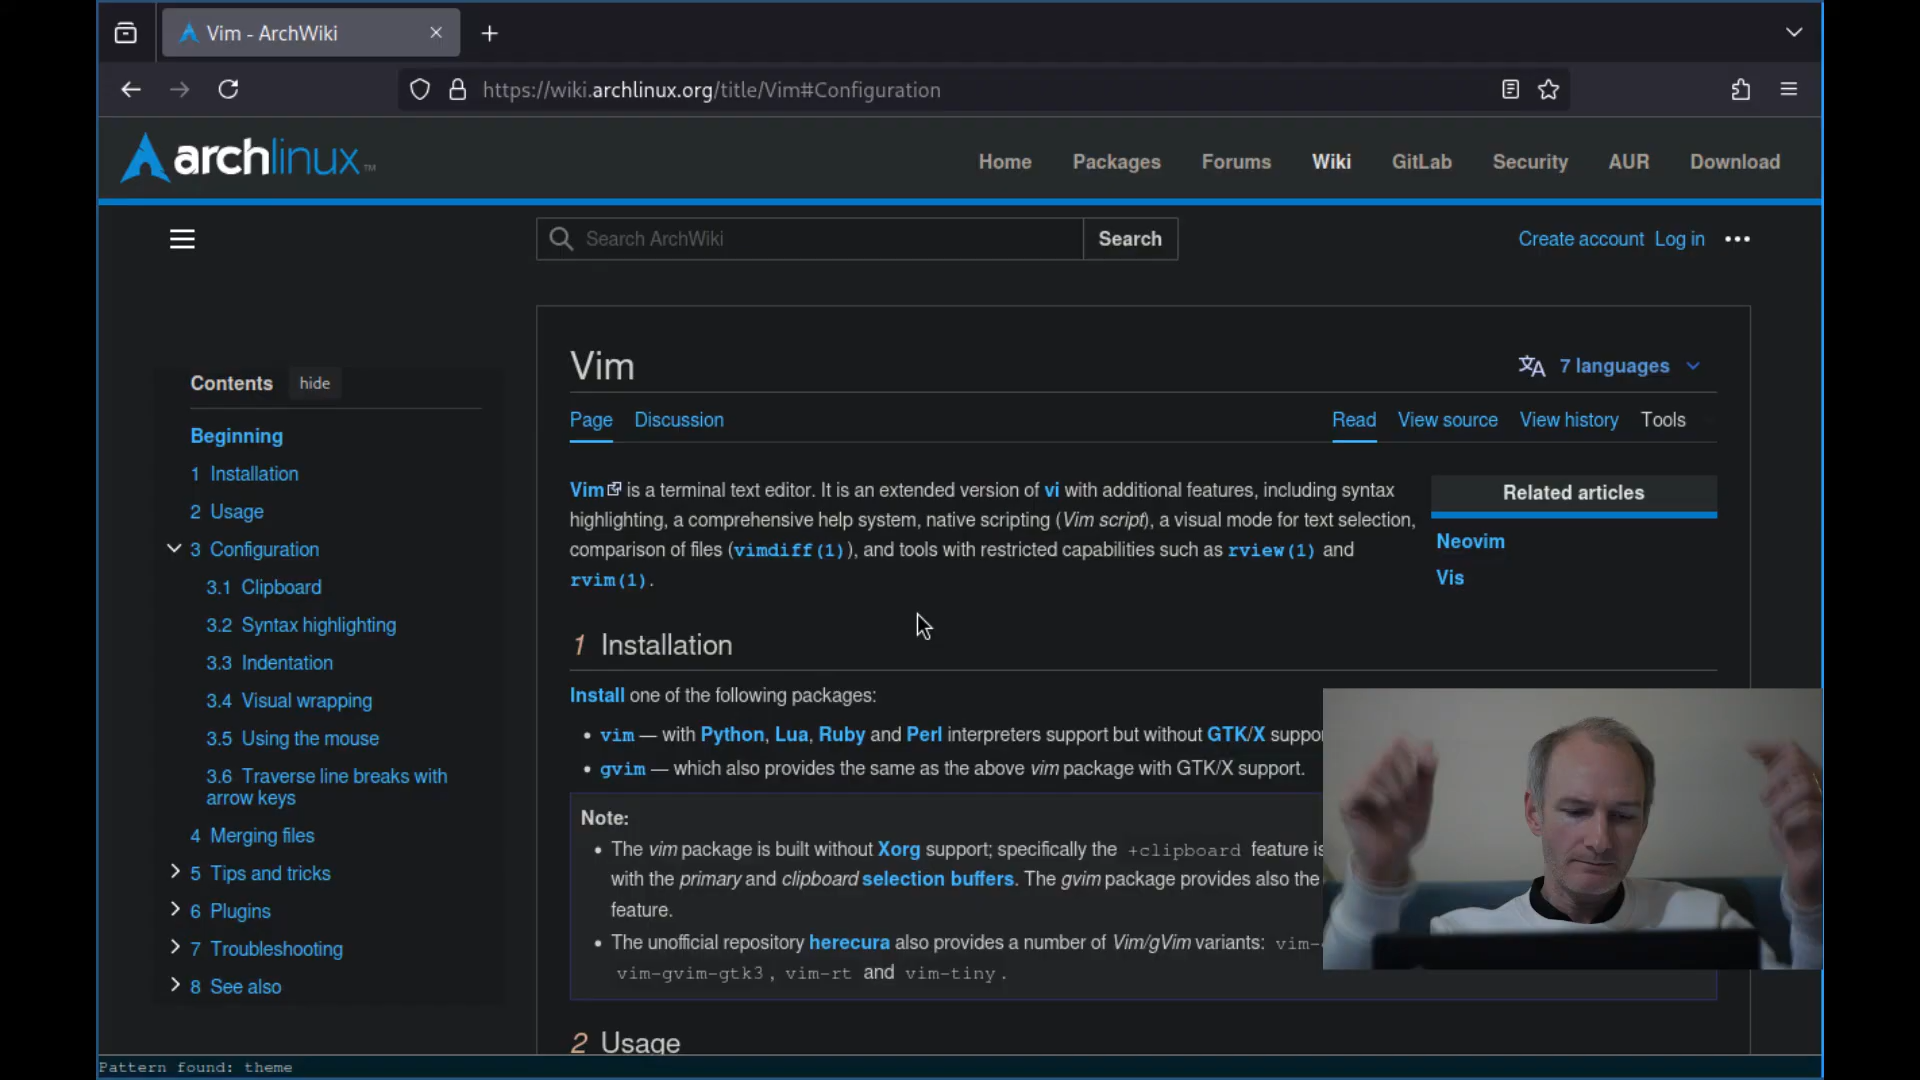 Vim - ArchWiki
https://wiki.archlinux.org/title/Vim#Configuration
archlinux™
Home Packages Forums Wiki GitLab Security AUR Download
Search ArchWiki
Search
Create account Log in
Contents hide
Beginning
1 Installation
2 Usage
3 Configuration
3.1 Clipboard
3.2 Syntax highlighting
3.3 Indentation
3.4 Visual wrapping
3.5 Using the mouse
3.6 Traverse line breaks with
arrow keys
4 Merging files
5 Tips and tricks
6 Plugins
7 Troubleshooting
8 See also
Vim
7 languages
Page Discussion
Read View source View history Tools
Vim is a terminal text editor. It is an extended version of vi with additional features, including syntax
highlighting, a comprehensive help system, native scripting (Vim script), a visual mode for text selection,
comparison of files (vimdiff(1)), and tools with restricted capabilities such as rview(1) and
rvim(1).
Related articles
Neovim
Vis
1 Installation
Install one of the following packages:
• vim — with Python, Lua, Ruby and Perl interpreters support but without GTK/X suppor
• gvim — which also provides the same as the above vim package with GTK/X support.
Note:
• The vim package is built without Xorg support; specifically the +clipboard feature is
with the primary and clipboard selection buffers. The gvim package provides also the
feature.
• The unofficial repository herecura also provides a number of Vim/gVim variants: vim-
vim-gvim-gtk3, vim-rt and vim-tiny.
2 Usage
Pattern found: theme